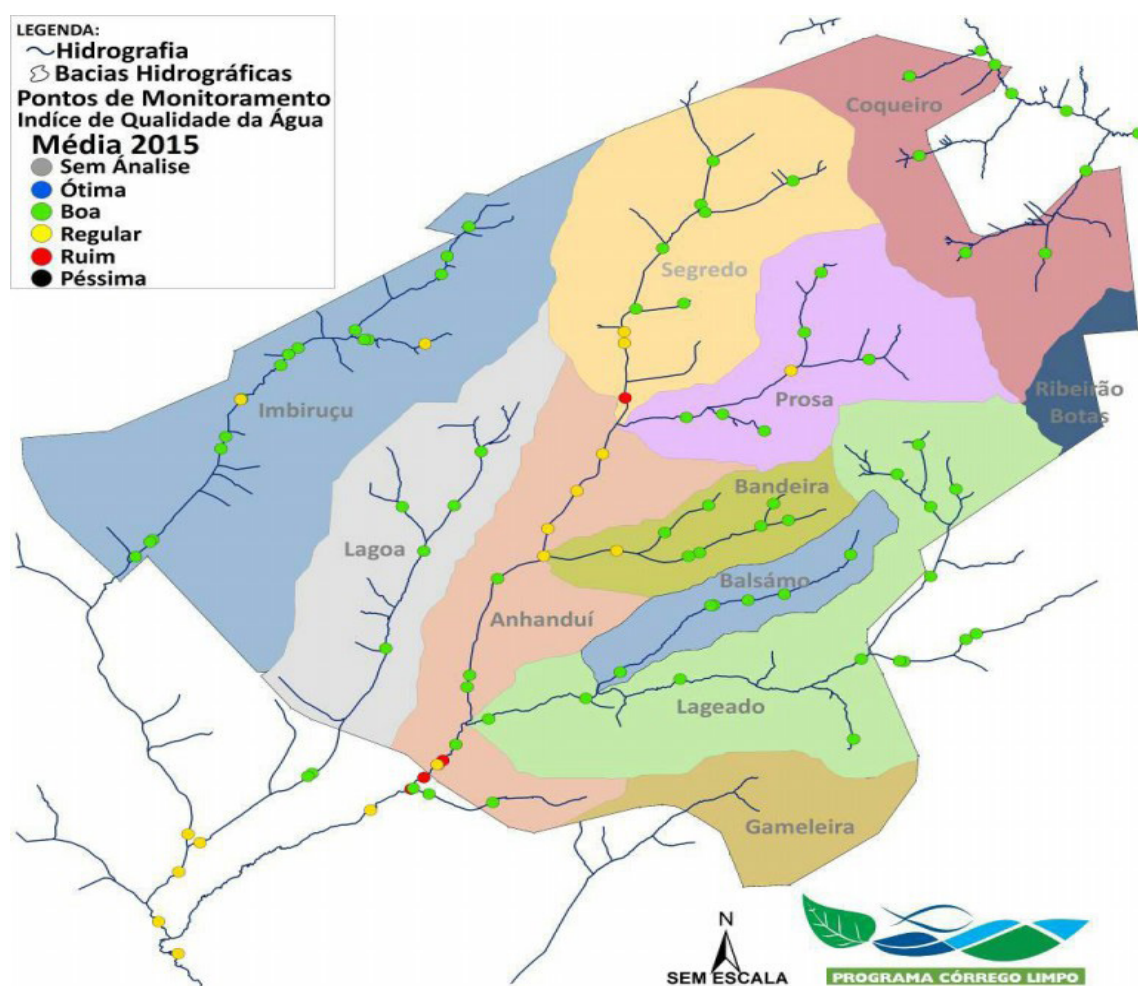 LEGENDA:
Hidrografia
Bacias Hidrográficas
Pontos de Monitoramento
Indíce de Qualidade da Água
Média 2015
Sem Ánalise
Ótima
Boa
Regular
Ruim
Péssima
Coqueiro
Segredo
Imbiruçu
Prosa
Ribeirão
Botas
Bandeira
Lagoa
Balsámo
Anhanduí
Lageado
Gameleira
N
SEM ESCALA
PROGRAMA CÓRREGO LIMPO